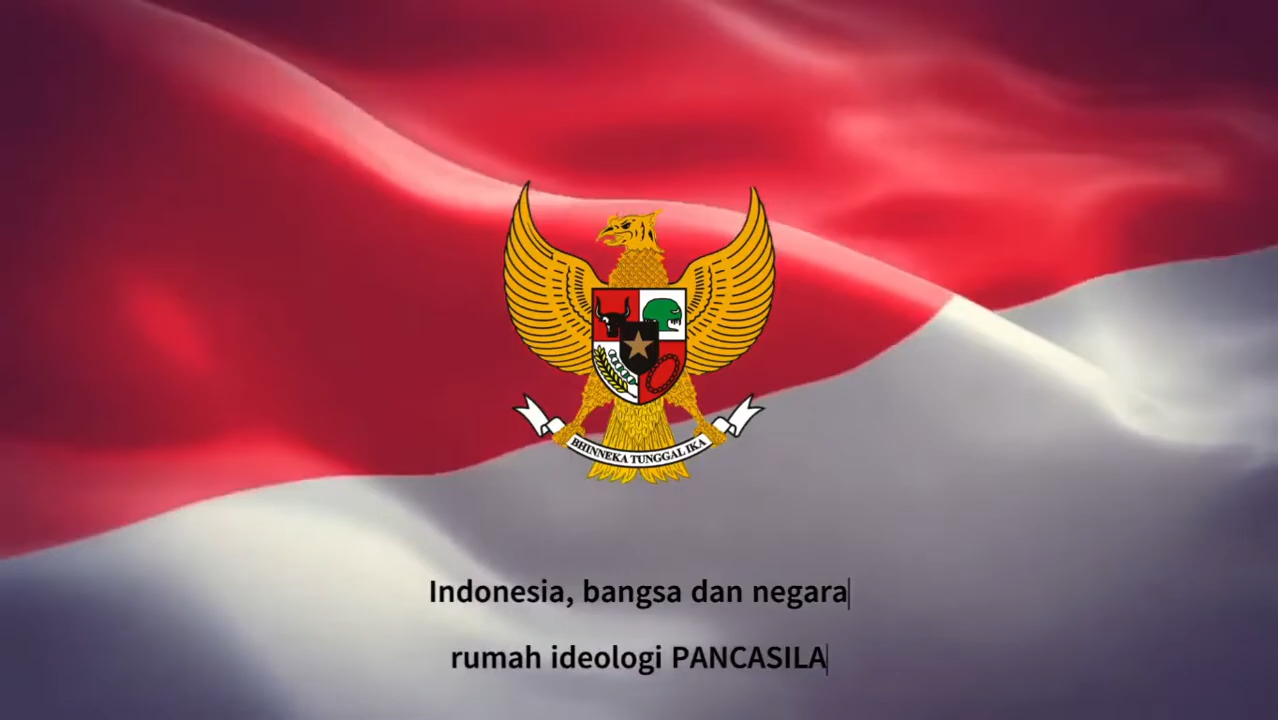 BHINNEKA TUNGGAL IKA
Indonesia, bangsa dan negara
rumah ideologi PANCASILA